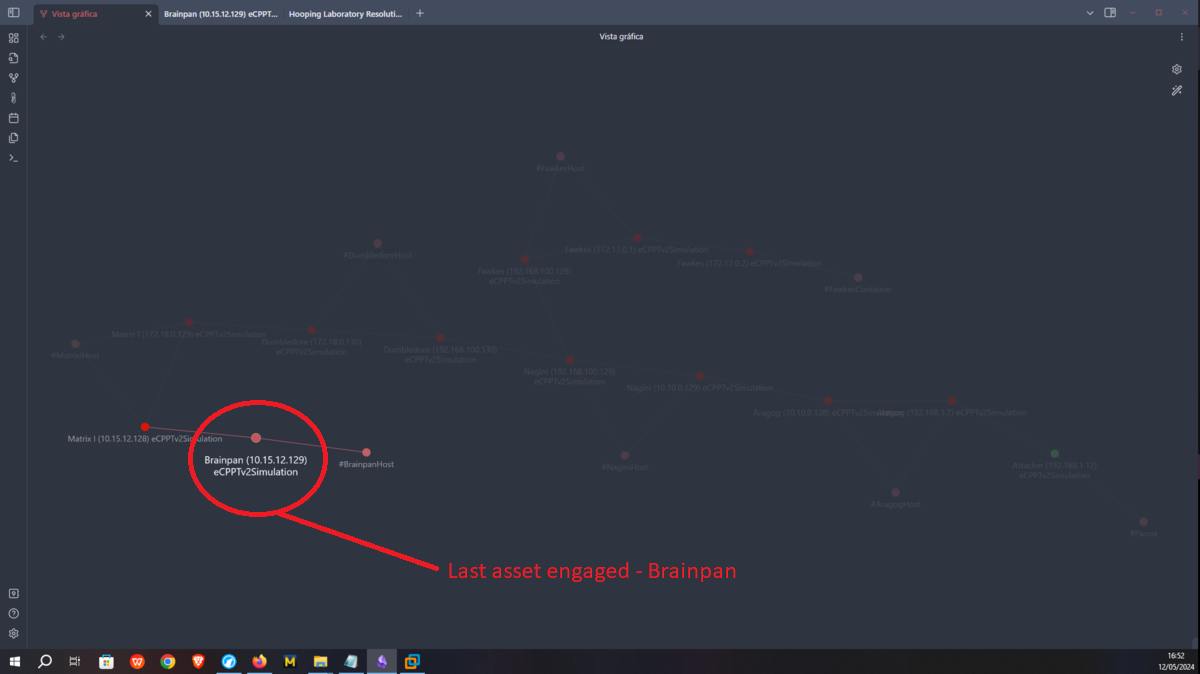 Vista gráfica
Brainpan (10.15.12.129) eCPPT...
Hooping Laboratory Resoluti...
Vista gráfica
#FawkesHost
Fawkes (172.17.0.1) eCPPTv2Simulation
#DumbledoreHost
Fawkes (172.17.0.2) eCPPTv2Simulation
Fawkes (192.168.100.128)
eCPPTv2Simulation
#FawkesContainer
Matrix I (172.18.0.129) eCPPTv2Simulation
Dumbledore (172.18.0.130)
eCPPTv2Simulation
Dumbledore (192.168.100.130)
eCPPTv2Simulation
#MatrixIHost
Nagini (192.168.100.129)
eCPPTv2Simulation
Nagini (10.10.0.129) eCPPTv2Simulation
Aragog (10.10.0.128)
Aragog (192.168.1.2) eCPPTv2Simulation
Matrix I (10.15.12.128) eCPPTv2Simulation
Brainpan (10.15.12.129)
eCPPTv2Simulation
#BrainpanHost
#NaginiHost
Attacker (192.168.1.12)
eCPPTv2Simulation
#AragogHost
#Parrot
Last asset engaged - Brainpan
16:52
12/05/2024